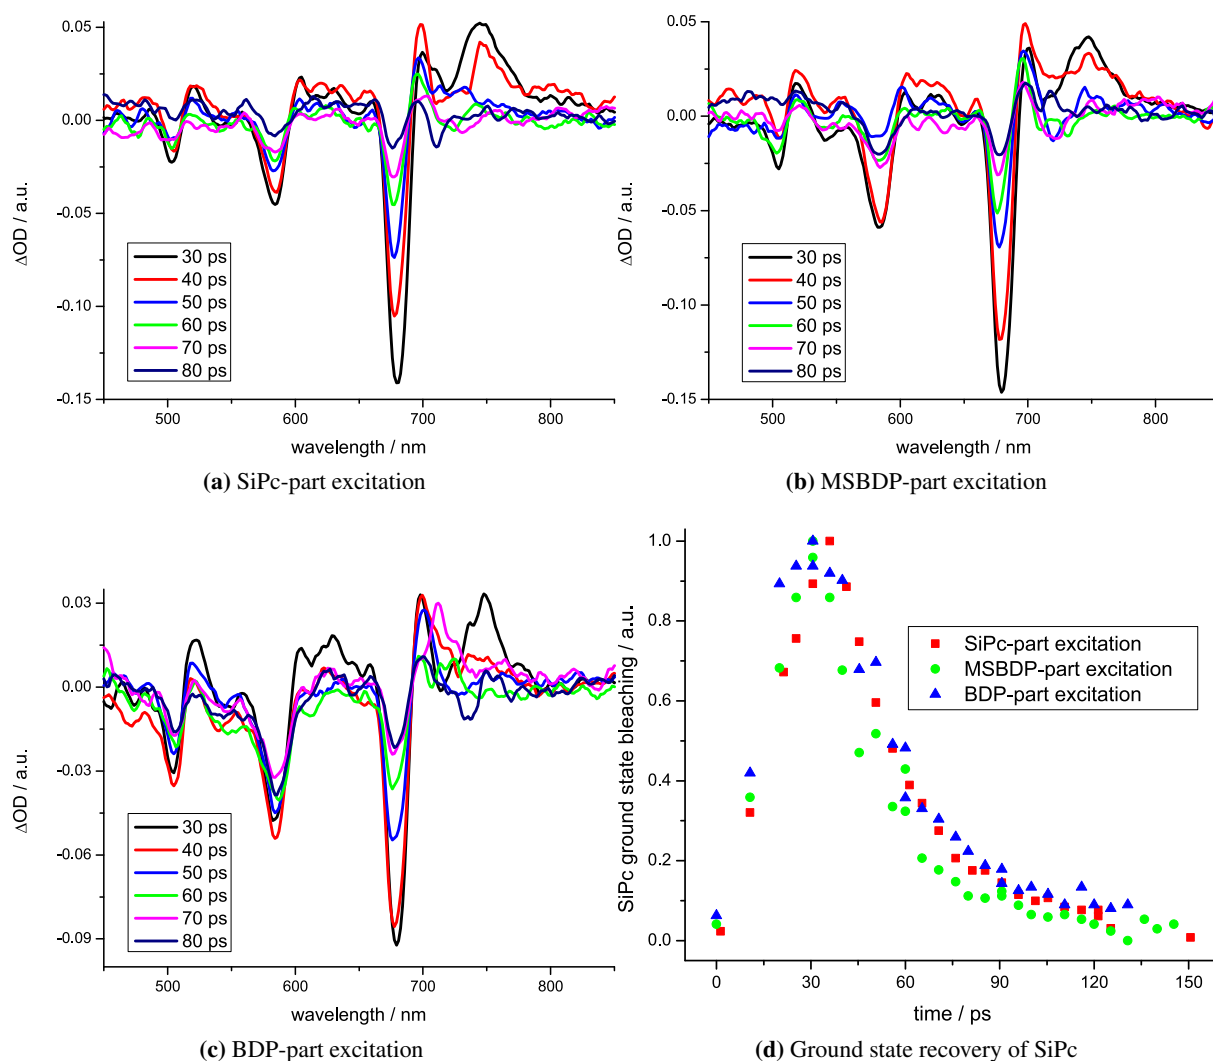 0.05
0.00
-0.05
-0.10
-0.15
ΔOD / a.u.
30 ps
40 ps
50 ps
60 ps
70 ps
80 ps
500
600
700
800
wavelength / nm
(a) SiPc-part excitation
0.05
0.00
-0.05
-0.10
-0.15
ΔOD / a.u.
30 ps
40 ps
50 ps
60 ps
70 ps
80 ps
500
600
700
800
wavelength / nm
(b) MSBDP-part excitation
0.03
0.00
-0.03
-0.06
-0.09
ΔOD / a.u.
30 ps
40 ps
50 ps
60 ps
70 ps
80 ps
500
600
700
800
wavelength / nm
(c) BDP-part excitation
1.0
0.8
0.6
0.4
0.2
0.0
SiPc ground state bleaching / a.u.
SiPc-part excitation
MSBDP-part excitation
BDP-part excitation
0
30
60
90
120
150
time / ps
(d) Ground state recovery of SiPc